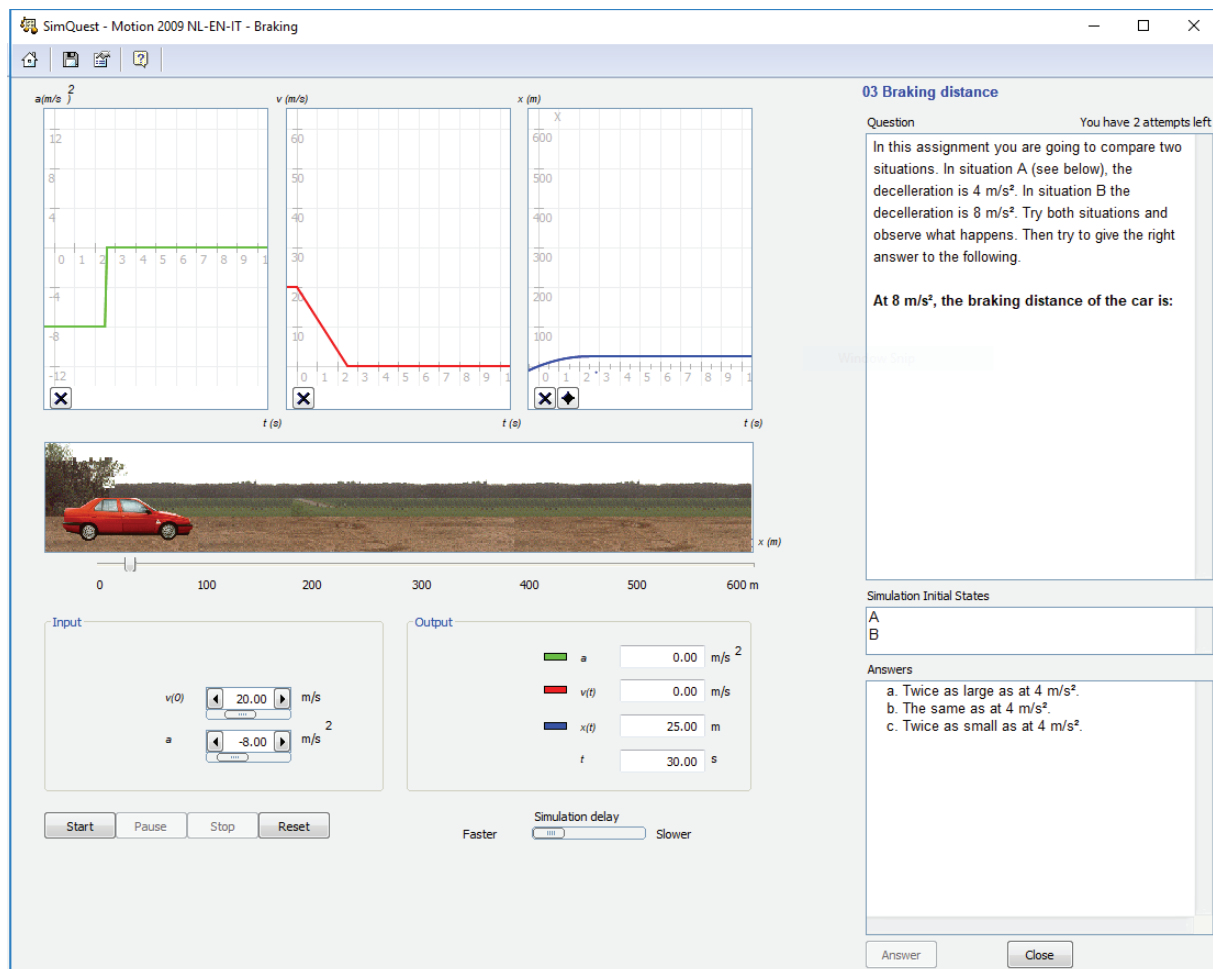 SimQuest - Motion 2009 NL-EN-IT - Braking
a(m/s 2)
12
8
4
0 1 2 3 4 5 6 7 8 9 1
-4
-8
-12
t (s)
v (m/s)
60
50
40
30
20
10
0 1 2 3 4 5 6 7 8 9 1
t (s)
x (m)
X
600
500
400
300
200
100
0 1 2 3 4 5 6 7 8 9 1
t (s)
x (m)
0 100 200 300 400 500 600 m
Input
v(0) 20.00 m/s
a -8.00 m/s 2
Output
a 0.00 m/s 2
v(t) 0.00 m/s
x(t) 25.00 m
t 30.00 s
Start Pause Stop Reset
Simulation delay
Faster Slower
03 Braking distance
Question You have 2 attempts left
In this assignment you are going to compare two
situations. In situation A (see below), the
decelleration is 4 m/s². In situation B the
decelleration is 8 m/s². Try both situations and
observe what happens. Then try to give the right
answer to the following.
At 8 m/s², the braking distance of the car is:
Simulation Initial States
A
B
Answers
a. Twice as large as at 4 m/s².
b. The same as at 4 m/s².
c. Twice as small as at 4 m/s².
Answer Close